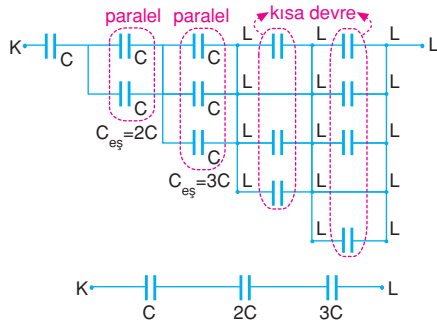 paralel paralel kısa devre
K C C C L L L L
C C L L L
C L L L
Ceş=2C
Ceş=3C L L L
L L
K L
C 2C 3C